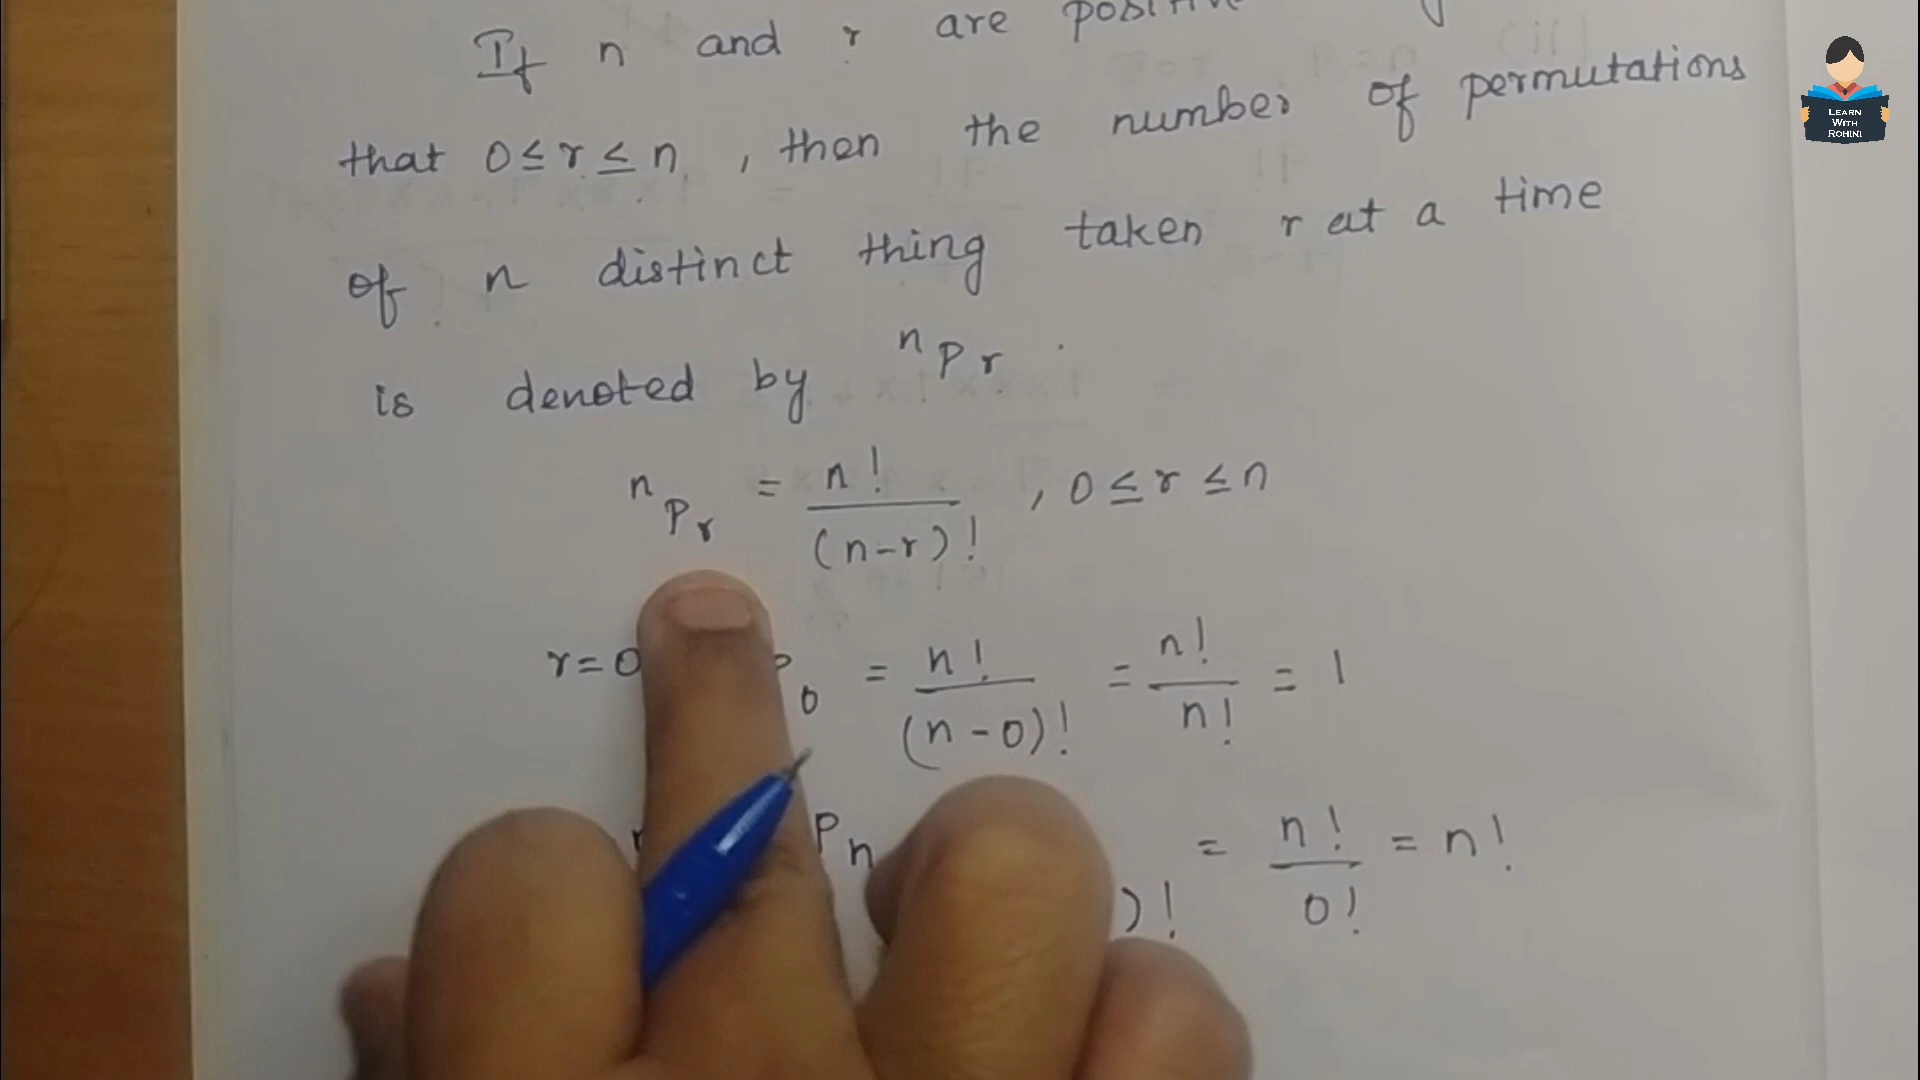 If n and r are
that 0≤r≤n, then the number of permutations
of n distinct thing taken r at a time
is denoted by ⁿPr.
ⁿPr = n!/(n-r)! , 0≤r≤n
r=0 0 = n!/(n-0)! = n!/n! = 1
Pn )! = n!/0! = n!
LEARN
WITH
ROHINI